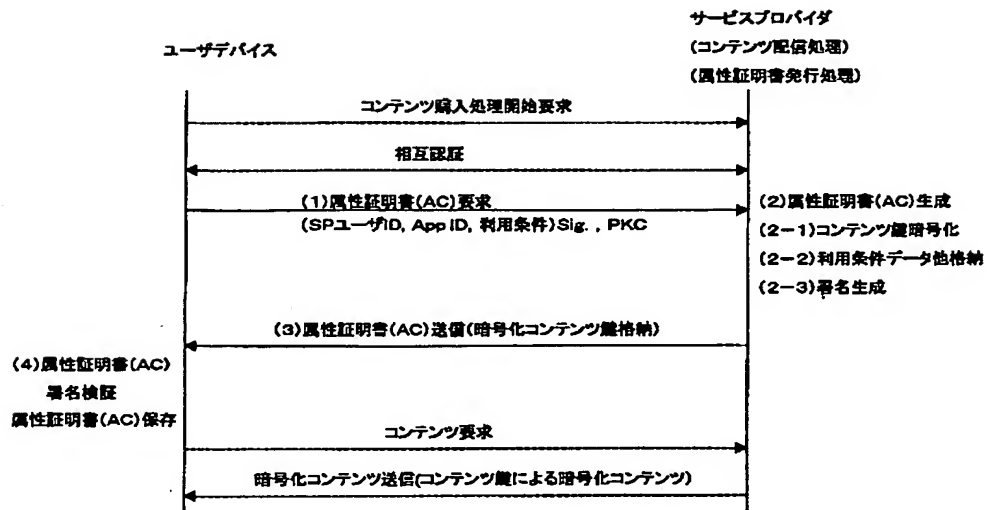 サービスプロバイダ
ユーザデバイス
(コンテンツ配信処理)
(属性証明書発行処理)
コンテンツ購入処理開始要求
相互認証
(1)属性証明書(AC)要求
(SPユーザID, App ID, 利用条件)Sig. , PKC
(2)属性証明書(AC)生成
(2-1)コンテンツ鍵暗号化
(2-2)利用条件データ他格納
(2-3)署名生成
(3)属性証明書(AC)送信(暗号化コンテンツ鍵格納)
(4)属性証明書(AC)
署名検証
属性証明書(AC)保存
コンテンツ要求
暗号化コンテンツ送信(コンテンツ鍵による暗号化コンテンツ)